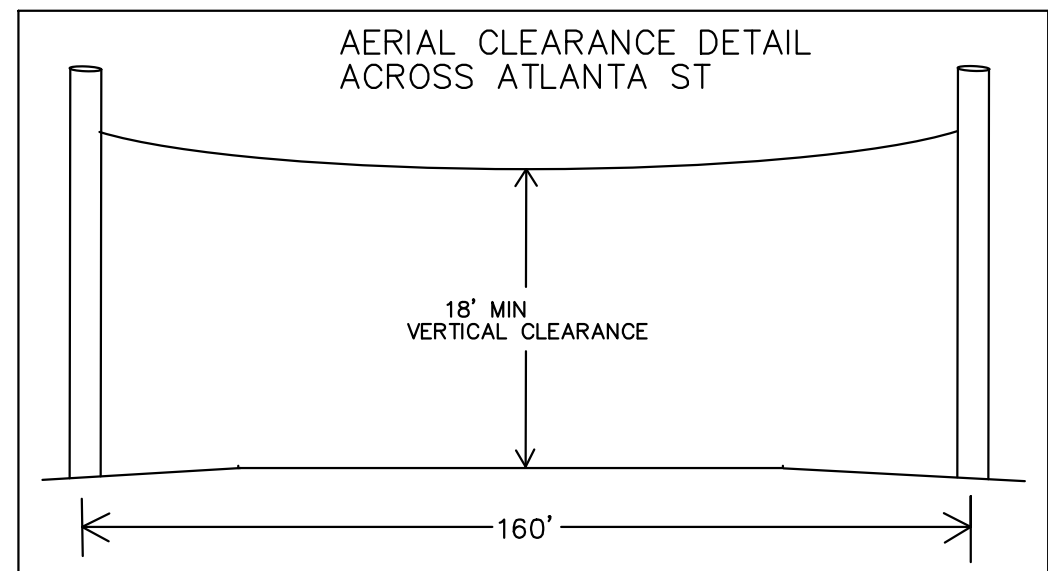 AERIAL CLEARANCE DETAIL
ACROSS ATLANTA ST
18' MIN
VERTICAL CLEARANCE
160'